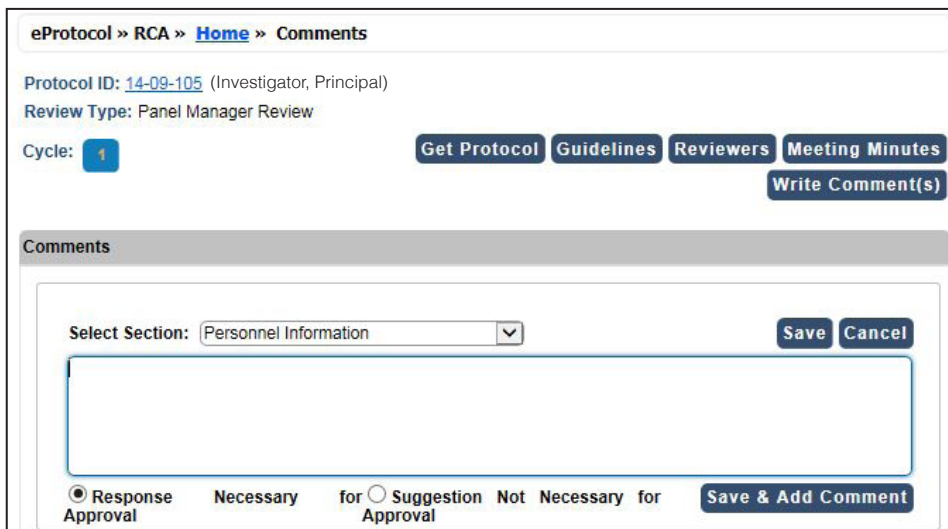 eProtocol » RCA » Home » Comments
Protocol ID: 14-09-105 (Investigator, Principal)
Review Type: Panel Manager Review
Cycle: 1
Get Protocol Guidelines Reviewers Meeting Minutes
Write Comment(s)
Comments
Select Section: Personnel Information Save Cancel
Response Necessary for Suggestion Not Necessary for Save & Add Comment
Approval Approval